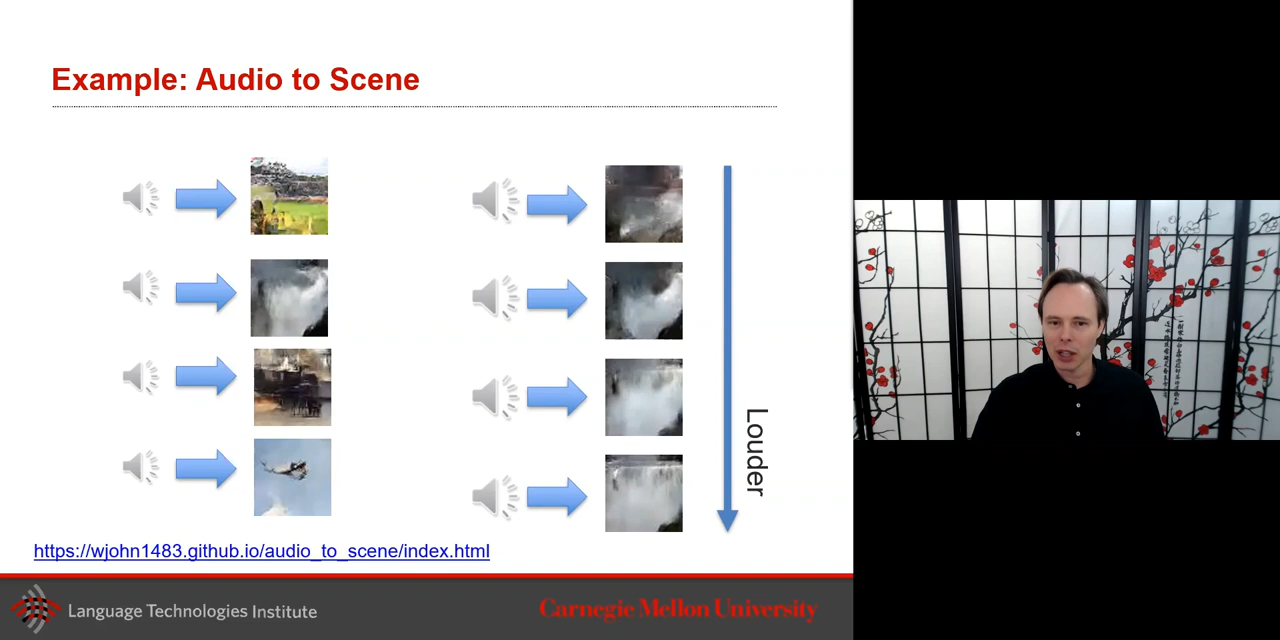 Example: Audio to Scene
Louder
https://wjohn1483.github.io/audio_to_scene/index.html
Language Technologies Institute
Carnegie Mellon University